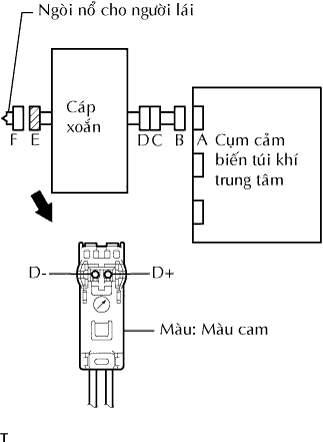 Ngòi nổ cho người lái
Cáp
xoắn
F E D C B A
Cụm cảm
biến túi khí
trung tâm
D- D+
Màu: Màu cam
T